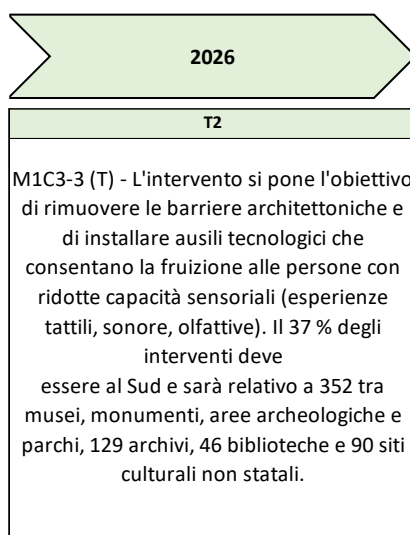 2026
T2
M1C3-3 (T) - L'intervento si pone l'obiettivo
di rimuovere le barriere architettoniche e
di installare ausili tecnologici che
consentano la fruizione alle persone con
ridotte capacità sensoriali (esperienze
tattili, sonore, olfattive). Il 37 % degli
interventi deve
essere al Sud e sarà relativo a 352 tra
musei, monumenti, aree archeologiche e
parchi, 129 archivi, 46 biblioteche e 90 siti
culturali non statali.